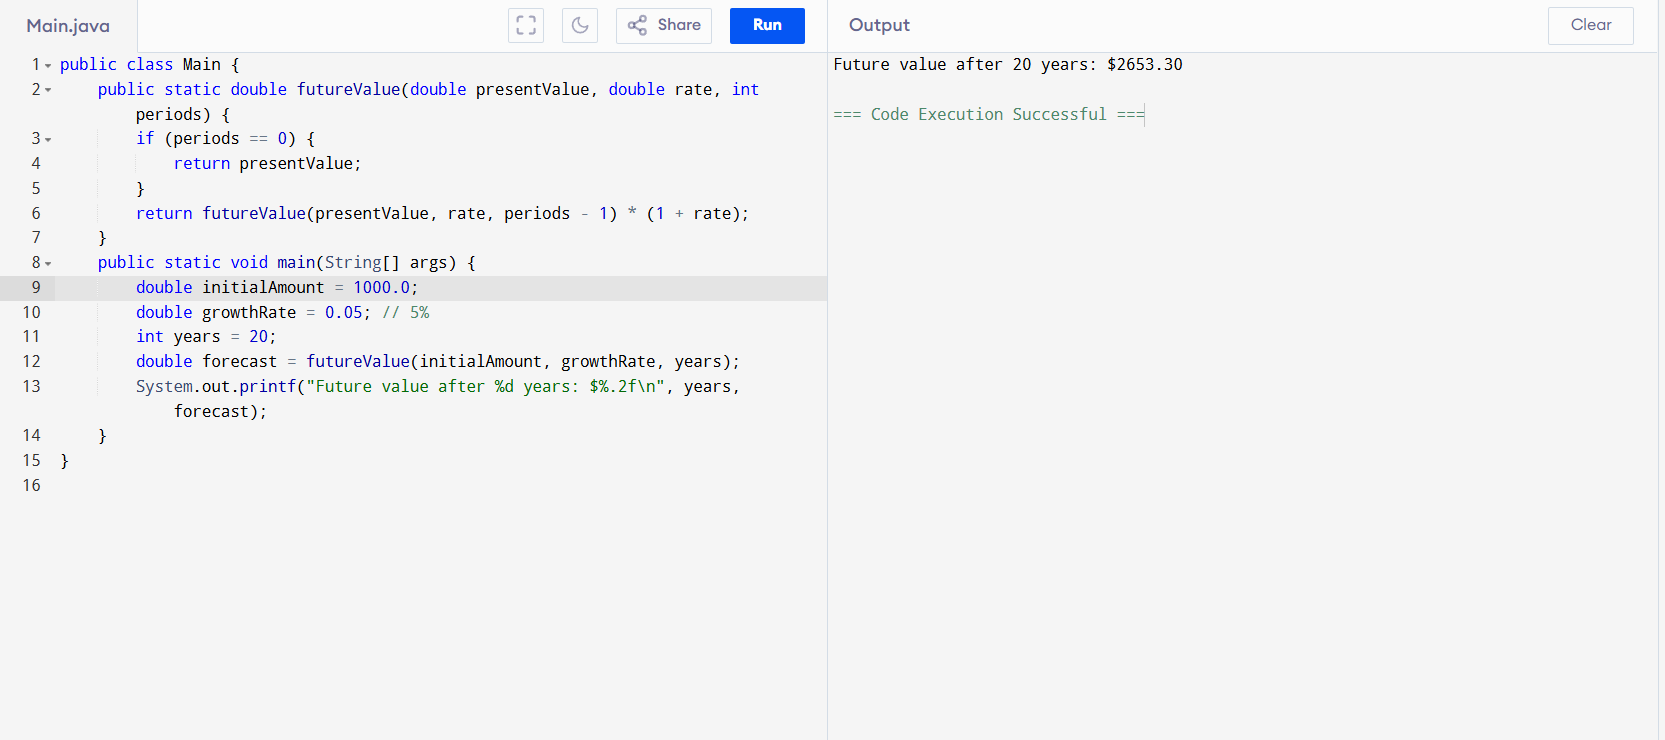 Main.java
Share
Run
Output
Clear
1 public class Main {
2 public static double futureValue(double presentValue, double rate, int
periods) {
3 if (periods == 0) {
4 return presentValue;
5 }
6 return futureValue(presentValue, rate, periods - 1) * (1 + rate);
7 }
8 public static void main(String[] args) {
9 double initialAmount = 1000.0;
10 double growthRate = 0.05; // 5%
11 int years = 20;
12 double forecast = futureValue(initialAmount, growthRate, years);
13 System.out.printf("Future value after %d years: $%.2f\n", years,
forecast);
14 }
15 }
16
Future value after 20 years: $2653.30
=== Code Execution Successful ===